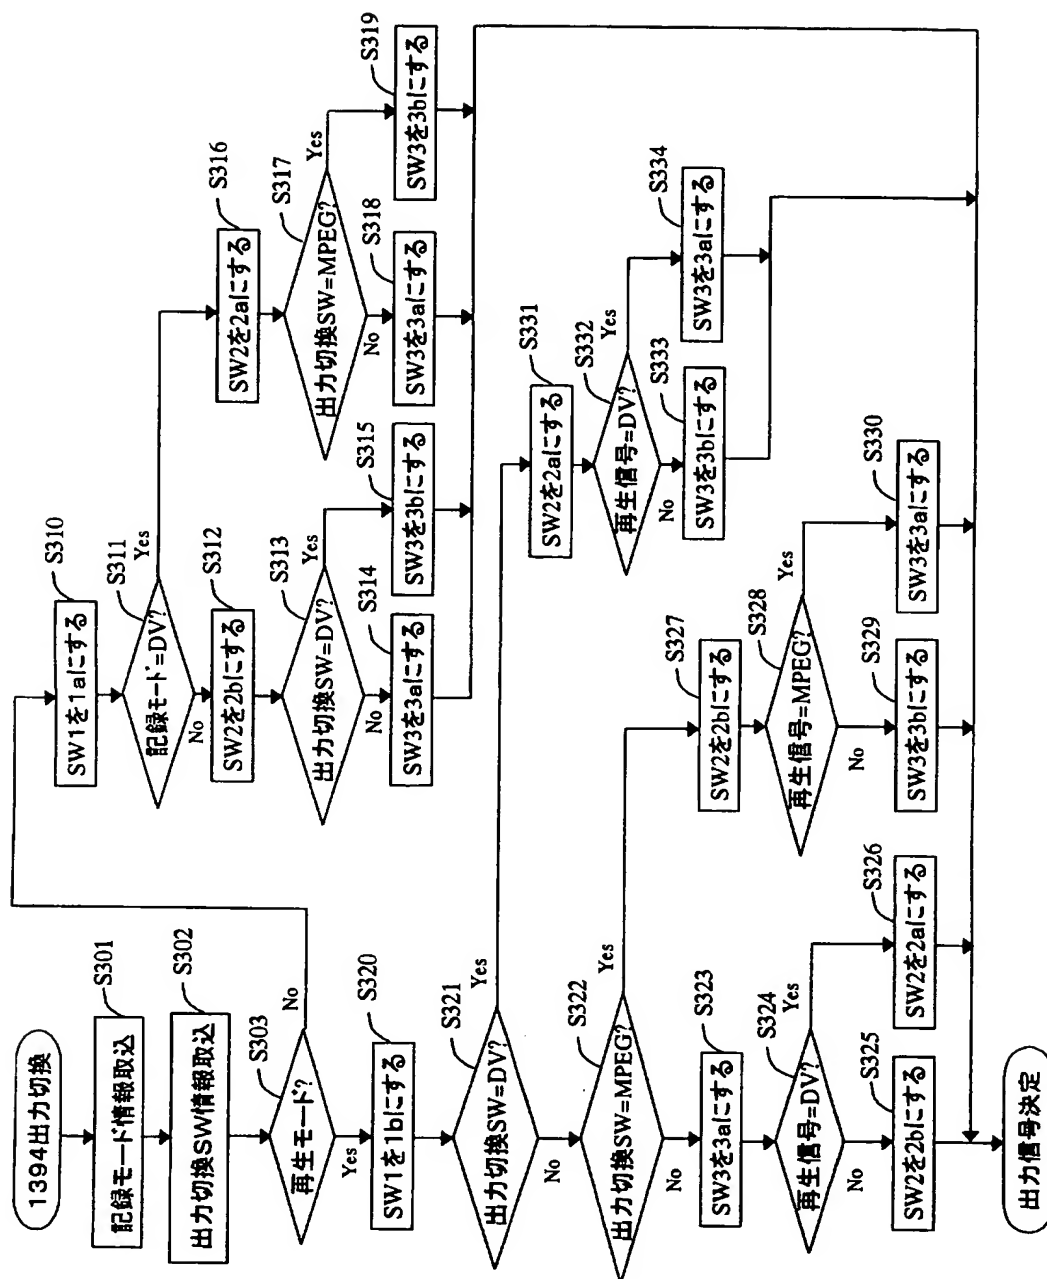 1394出力切換
S301
記録モード情報取込
S302
出力切換SW情報取込
S303
再生モード?
No
Yes
S310
SW1を1aにする
S311
記録モード=DV?
Yes
No
S312
SW2を2bにする
S313
出力切換SW=DV?
Yes
No
S314
SW3を3aにする
S315
SW3を3bにする
S316
SW2を2aにする
S317
出力切換SW=MPEG?
Yes
No
S318
SW3を3aにする
S319
SW3を3bにする
S320
SW1を1bにする
S321
出力切換SW=DV?
Yes
No
S322
出力切換SW=MPEG?
Yes
No
S323
SW3を3aにする
S324
再生信号=DV?
Yes
No
S325
SW2を2bにする
S326
SW2を2aにする
S327
SW2を2bにする
S328
再生信号=MPEG?
Yes
No
S329
SW3を3bにする
S330
SW3を3aにする
S331
SW2を2aにする
S332
再生信号=DV?
Yes
No
S333
SW3を3bにする
S334
SW3を3aにする
出力信号決定